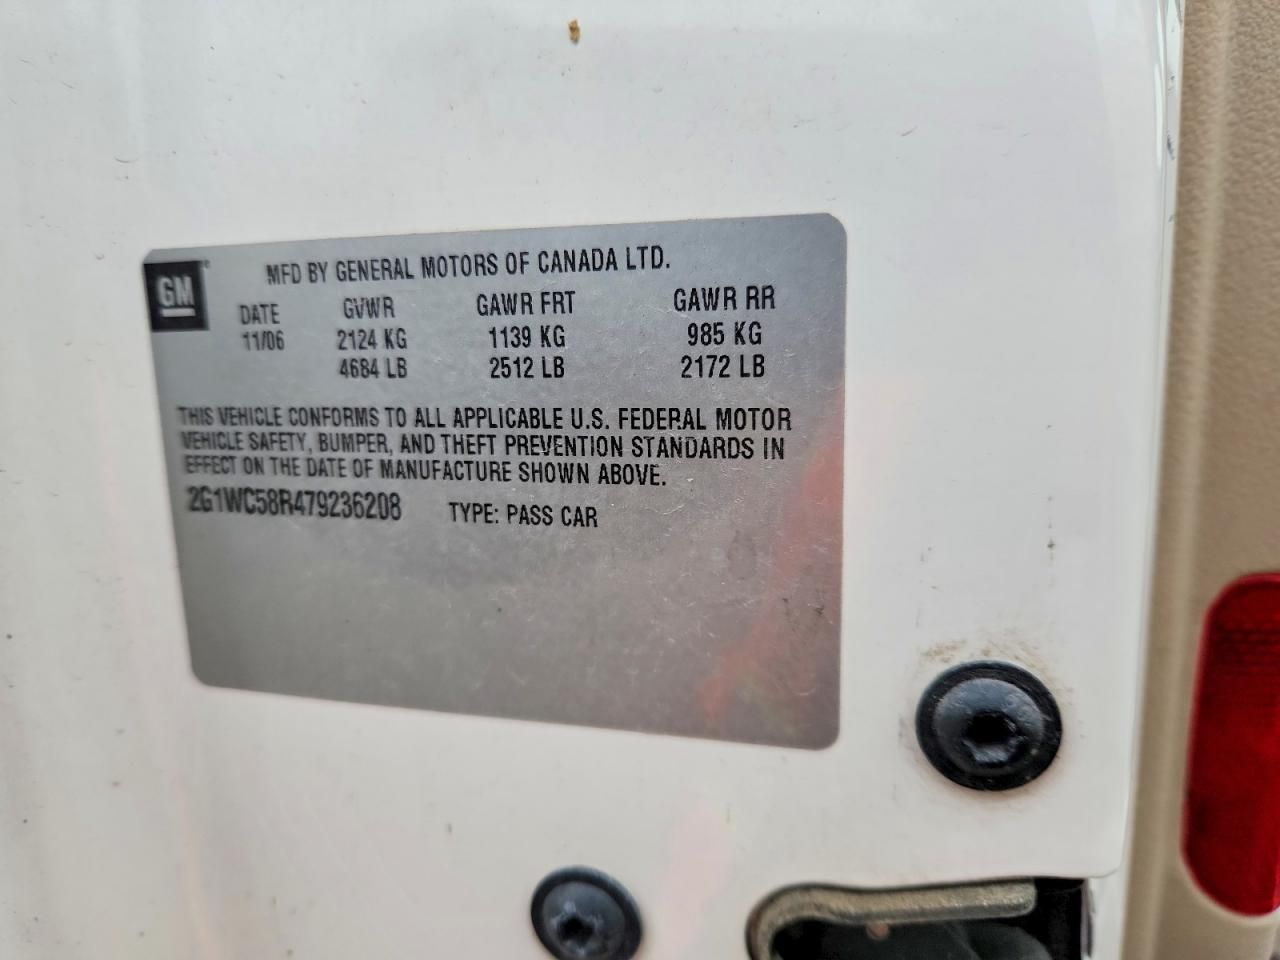 GM
MFD BY GENERAL MOTORS OF CANADA LTD.
DATE GVWR GAWR FRT GAWR RR
11/06 2124 KG 1139 KG 985 KG
4684 LB 2512 LB 2172 LB
THIS VEHICLE CONFORMS TO ALL APPLICABLE U.S. FEDERAL MOTOR
VEHICLE SAFETY, BUMPER, AND THEFT PREVENTION STANDARDS IN
EFFECT ON THE DATE OF MANUFACTURE SHOWN ABOVE.
2G1WC58R479236208 TYPE: PASS CAR